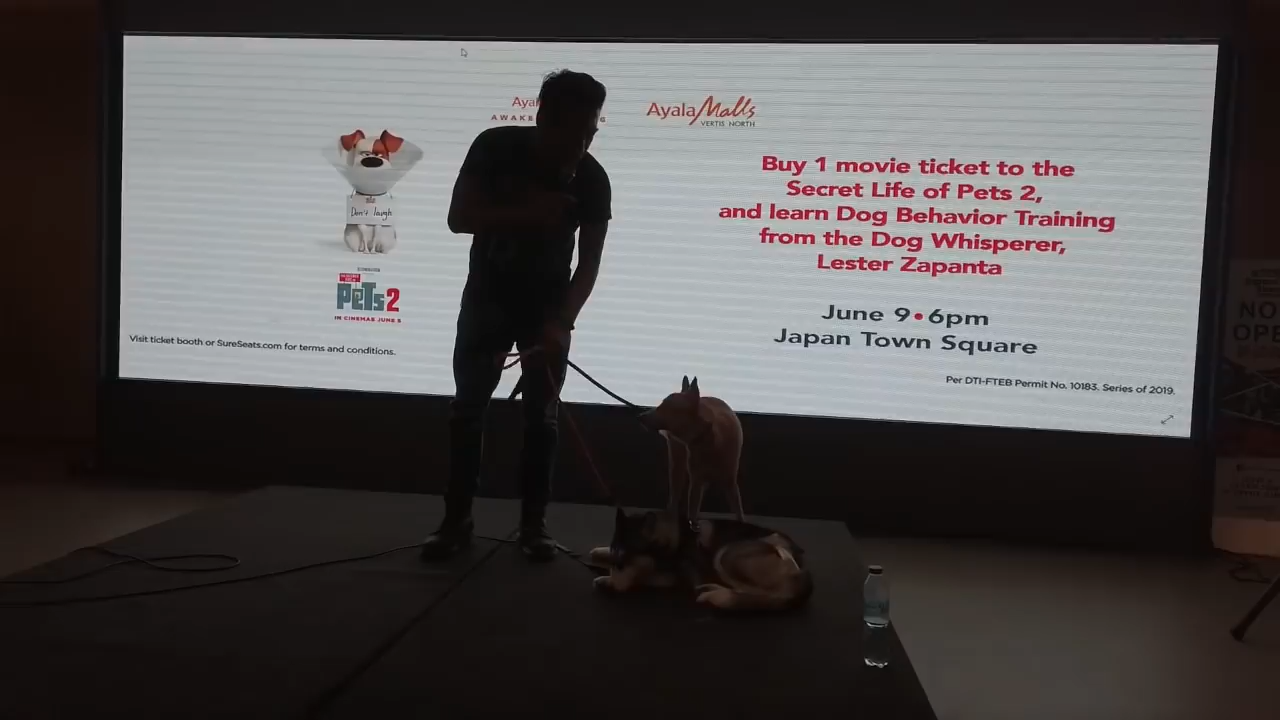 Ayala Malls
VERTIS NORTH
Buy 1 movie ticket to the
Secret Life of Pets 2,
and learn Dog Behavior Training
from the Dog Whisperer,
Lester Zapanta
June 9•6pm
Japan Town Square
Per DTI-FTEB Permit No. 10183. Series of 2019.
Don't laugh
PETS 2
IN CINEMAS JUNE 5
Visit ticket booth or SureSeats.com for terms and conditions.